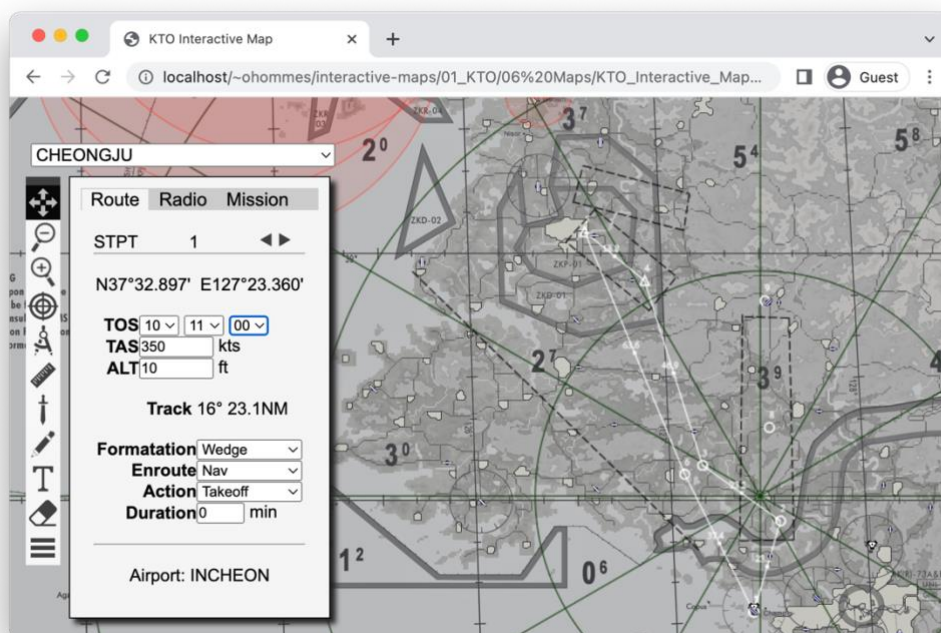 KTO Interactive Map
localhost/~ohommes/interactive-maps/01_KTO/06%20Maps/KTO_Interactive_Map...
Guest
CHEONGJU
Route Radio Mission
STPT 1
N37°32.897' E127°23.360'
TOS 10 11 00
TAS 350 kts
ALT 10 ft
Track 16° 23.1NM
Formatation Wedge
Enroute Nav
Action Takeoff
Duration 0 min
Airport: INCHEON
T
ZKR-04
2⁰
3⁷
5⁴
5⁸
ZKD-02
ZKP-01
ZKD-01
2⁷
3⁹
3⁰
1²
0⁶